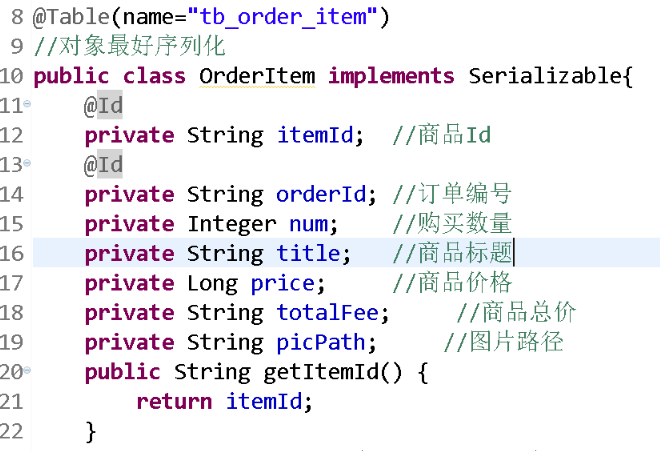 8 @Table(name="tb_order_item")
9 //对象最好序列化
10 public class OrderItem implements Serializable{
11 @Id
12 private String itemId; //商品Id
13 @Id
14 private String orderId; //订单编号
15 private Integer num; //购买数量
16 private String title; //商品标题
17 private Long price; //商品价格
18 private String totalFee; //商品总价
19 private String picPath; //图片路径
20 public String getItemId() {
21 return itemId;
22 }